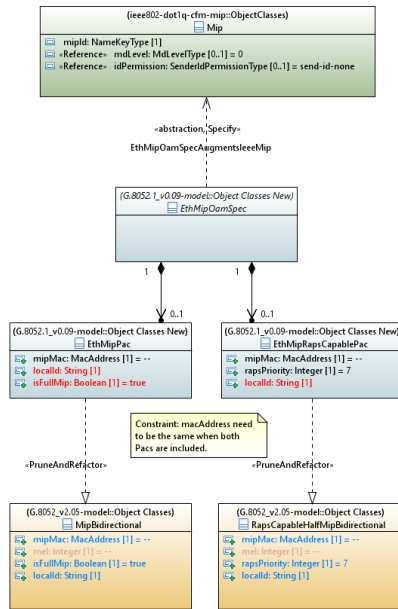 (ieee802-dot1q-cfm-mip::ObjectClasses)
Mip
mipId: NameKeyType [1]
«Reference» mdLevel: MdLevelType [0..1] = 0
«Reference» idPermission: SenderIdPermissionType [0..1] = send-id-none
«abstraction, Specify»
EthMipOamSpecAugmentsIeeeMip
(G.8052.1_v0.09-model::Object Classes New)
EthMipOamSpec
1
1
0..1
0..1
(G.8052.1_v0.09-model::Object Classes New)
EthMipPac
mipMac: MacAddress [1] = --
localId: String [1]
isFullMip: Boolean [1] = true
(G.8052.1_v0.09-model::Object Classes New)
EthMipRapsCapablePac
mipMac: MacAddress [1] = --
rapsPriority: Integer [1] = 7
localId: String [1]
Constraint: macAddress need
to be the same when both
Pacs are included.
«PruneAndRefactor»
«PruneAndRefactor»
(G.8052_v2.05-model::Object Classes)
MipBidirectional
mipMac: MacAddress [1] = --
mel: Integer [1] = --
isFullMip: Boolean [1] = true
localId: String [1]
(G.8052_v2.05-model::Object Classes)
RapsCapableHalfMipBidirectional
mipMac: MacAddress [1] = --
mel: Integer [1] = --
rapsPriority: Integer [1] = 7
localId: String [1]